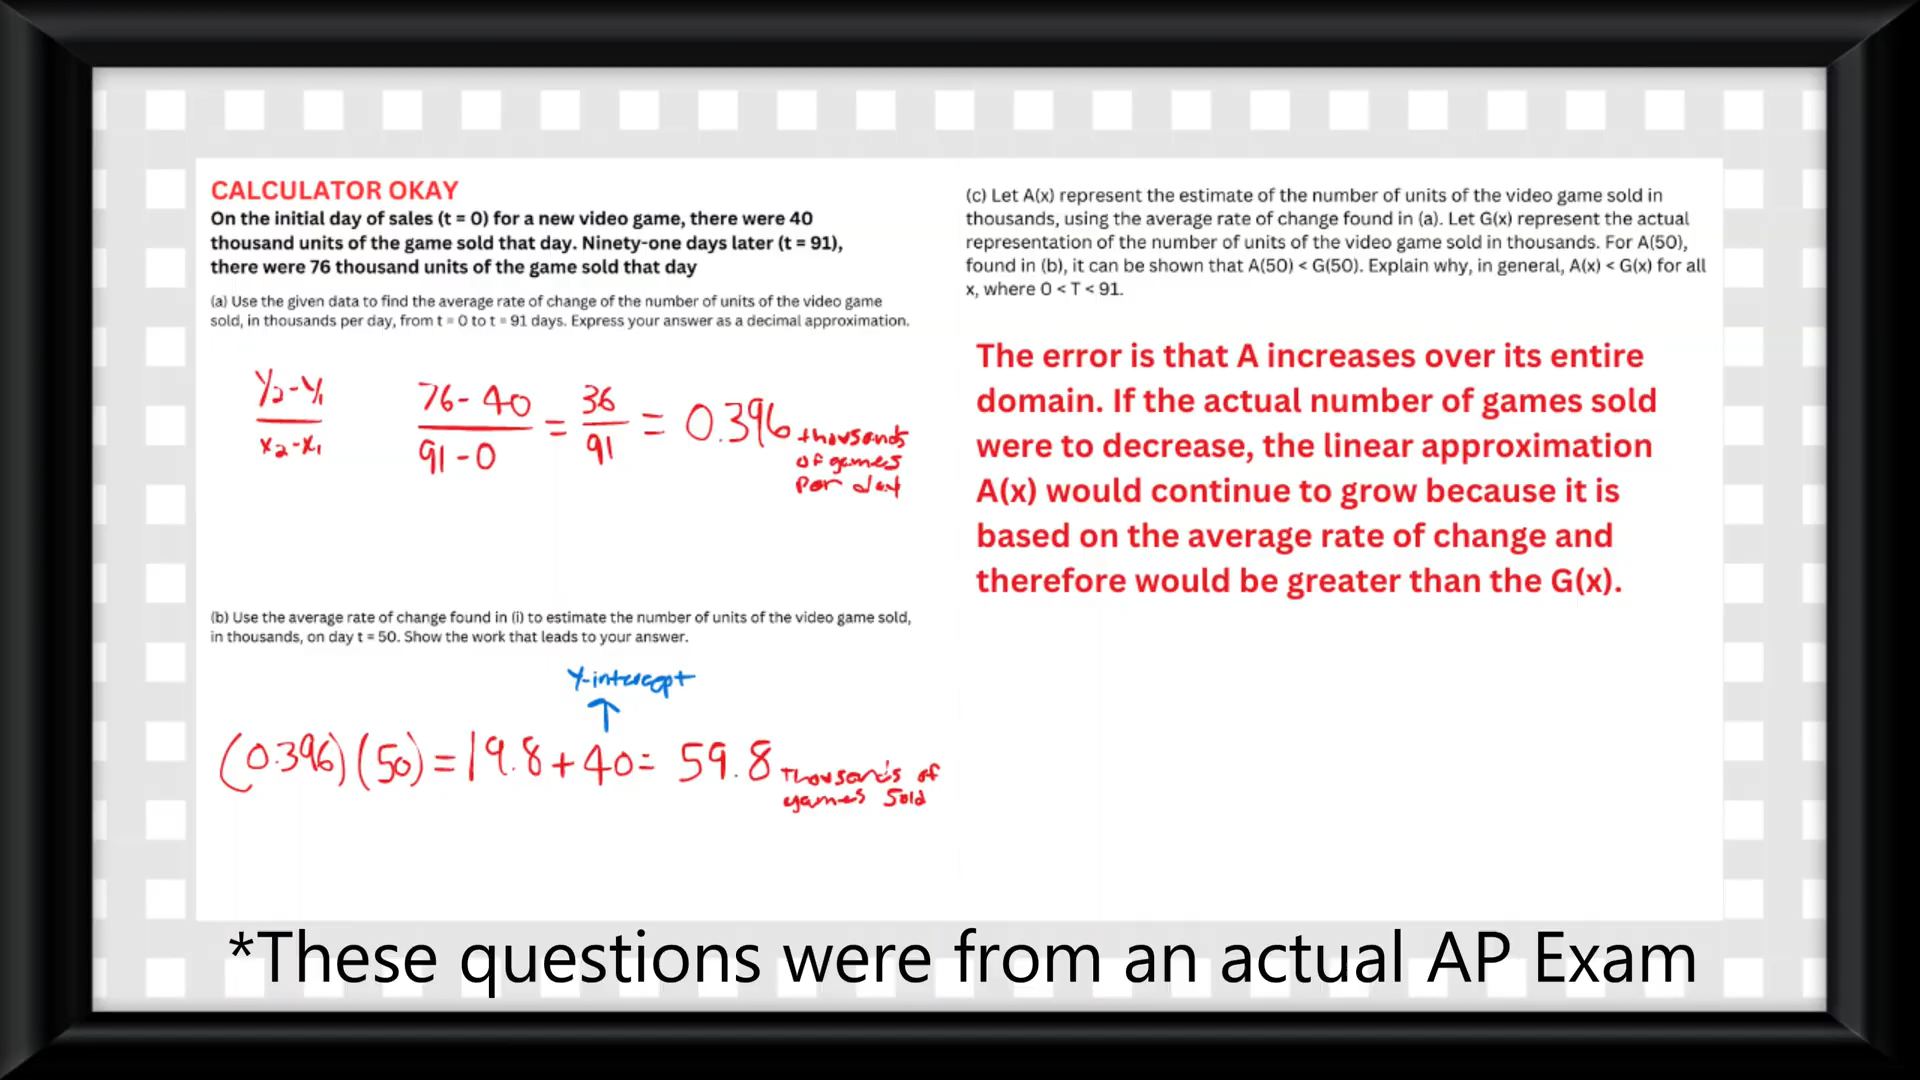 CALCULATOR OKAY
On the initial day of sales (t = 0) for a new video game, there were 40
thousand units of the game sold that day. Ninety-one days later (t = 91),
there were 76 thousand units of the game sold that day
(a) Use the given data to find the average rate of change of the number of units of the video game
sold, in thousands per day, from t = 0 to t = 91 days. Express your answer as a decimal approximation.
y₂-y₁
x₂-x₁
76-40
91-0
= 36
91
= 0.396
thousands
of games
per day
(b) Use the average rate of change found in (i) to estimate the number of units of the video game sold,
in thousands, on day t = 50. Show the work that leads to your answer.
Y-intercept
(0.396)(50) = 19.8 + 40 = 59.8
thousands of
games sold
(c) Let A(x) represent the estimate of the number of units of the video game sold in
thousands, using the average rate of change found in (a). Let G(x) represent the actual
representation of the number of units of the video game sold in thousands. For A(50),
found in (b), it can be shown that A(50) < G(50). Explain why, in general, A(x) < G(x) for all
x, where 0 < T < 91.
The error is that A increases over its entire
domain. If the actual number of games sold
were to decrease, the linear approximation
A(x) would continue to grow because it is
based on the average rate of change and
therefore would be greater than the G(x).
*These questions were from an actual AP Exam